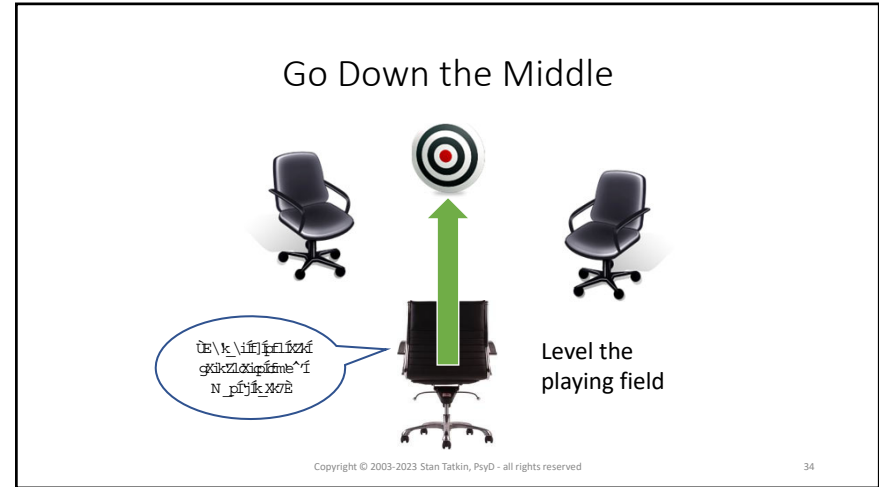 Go Down the Middle
Level the
playing field
Copyright © 2003-2023 Stan Tatkin, PsyD - all rights reserved
34